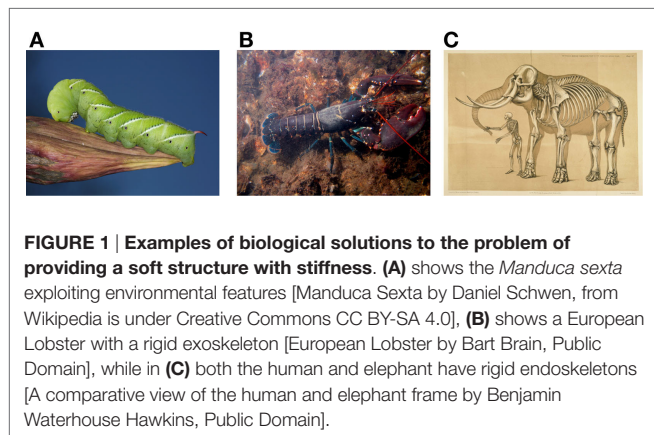 A B C
FIGURE 1 | Examples of biological solutions to the problem of
providing a soft structure with stiffness. (A) shows the Manduca sexta
exploiting environmental features [Manduca Sexta by Daniel Schwen, from
Wikipedia is under Creative Commons CC BY-SA 4.0], (B) shows a European
Lobster with a rigid exoskeleton [European Lobster by Bart Brain, Public
Domain], while in (C) both the human and elephant have rigid endoskeletons
[A comparative view of the human and elephant frame by Benjamin
Waterhouse Hawkins, Public Domain].